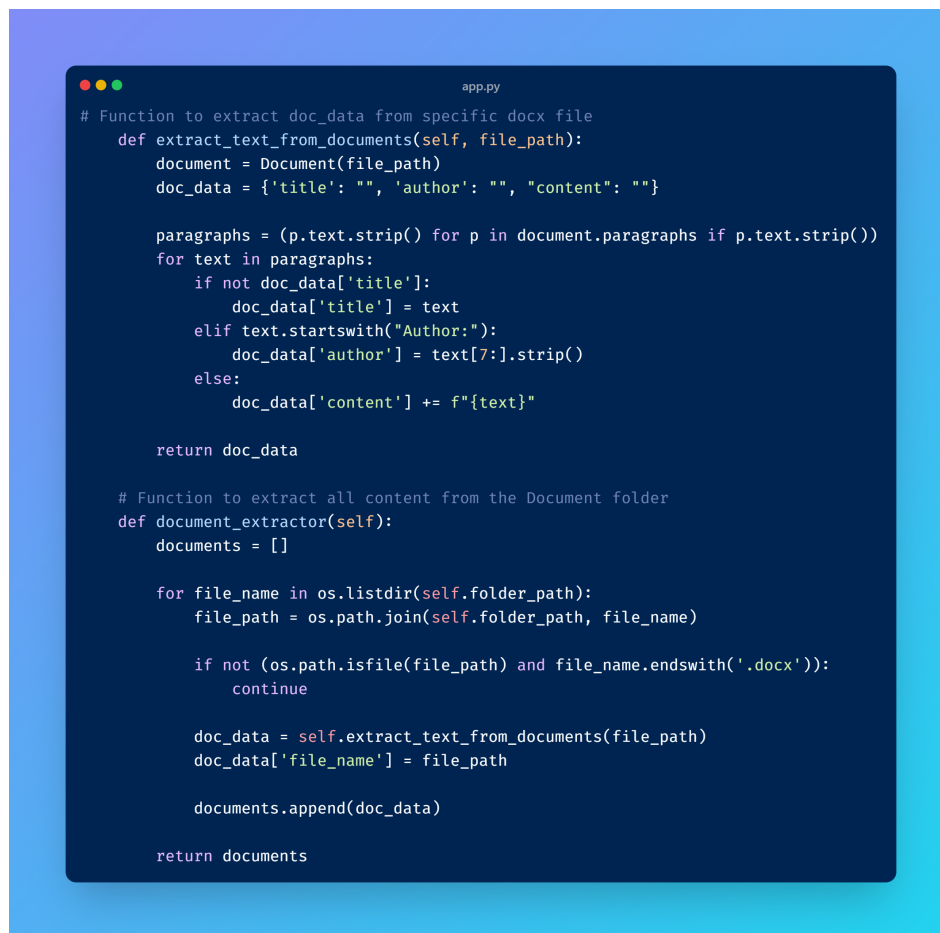 app.py
# Function to extract doc_data from specific docx file
    def extract_text_from_documents(self, file_path):
        document = Document(file_path)
        doc_data = {'title': "", 'author': "", "content": ""}

        paragraphs = (p.text.strip() for p in document.paragraphs if p.text.strip())
        for text in paragraphs:
            if not doc_data['title']:
                doc_data['title'] = text
            elif text.startswith("Author:"):
                doc_data['author'] = text[7:].strip()
            else:
                doc_data['content'] += f"{text}"

        return doc_data

    # Function to extract all content from the Document folder
    def document_extractor(self):
        documents = []

        for file_name in os.listdir(self.folder_path):
            file_path = os.path.join(self.folder_path, file_name)

            if not (os.path.isfile(file_path) and file_name.endswith('.docx')):
                continue

            doc_data = self.extract_text_from_documents(file_path)
            doc_data['file_name'] = file_path

            documents.append(doc_data)

        return documents